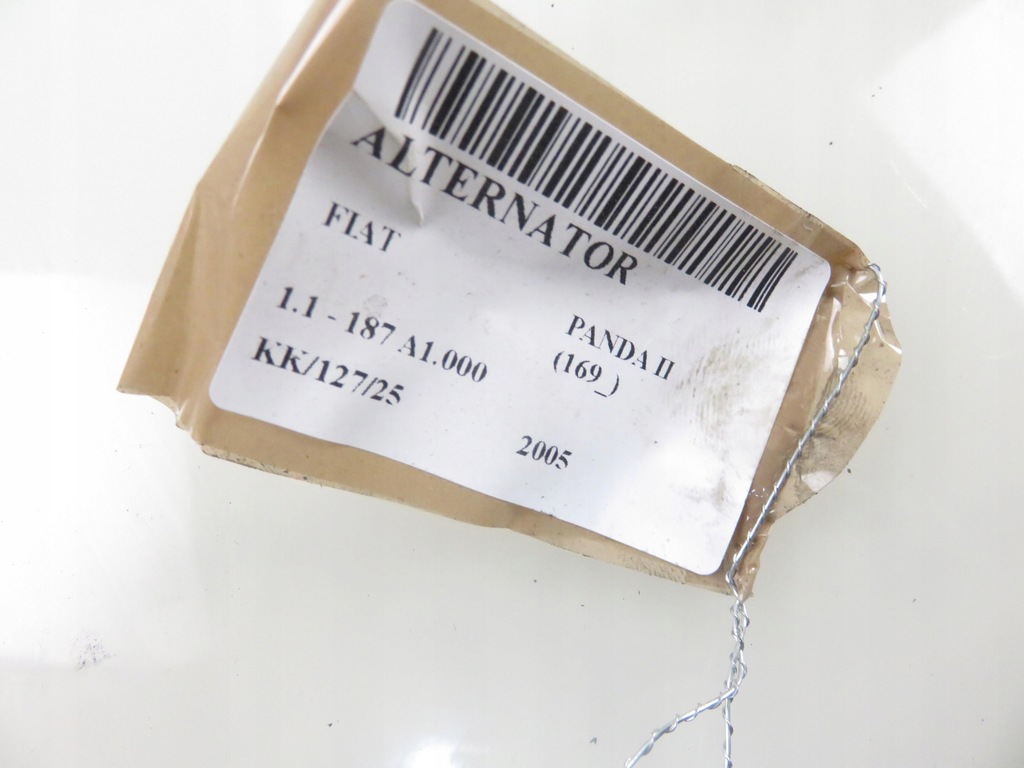 ALTERNATOR
FIAT
PANDA II
(169_)
1.1 - 187 A1.000
KK/127/25
2005